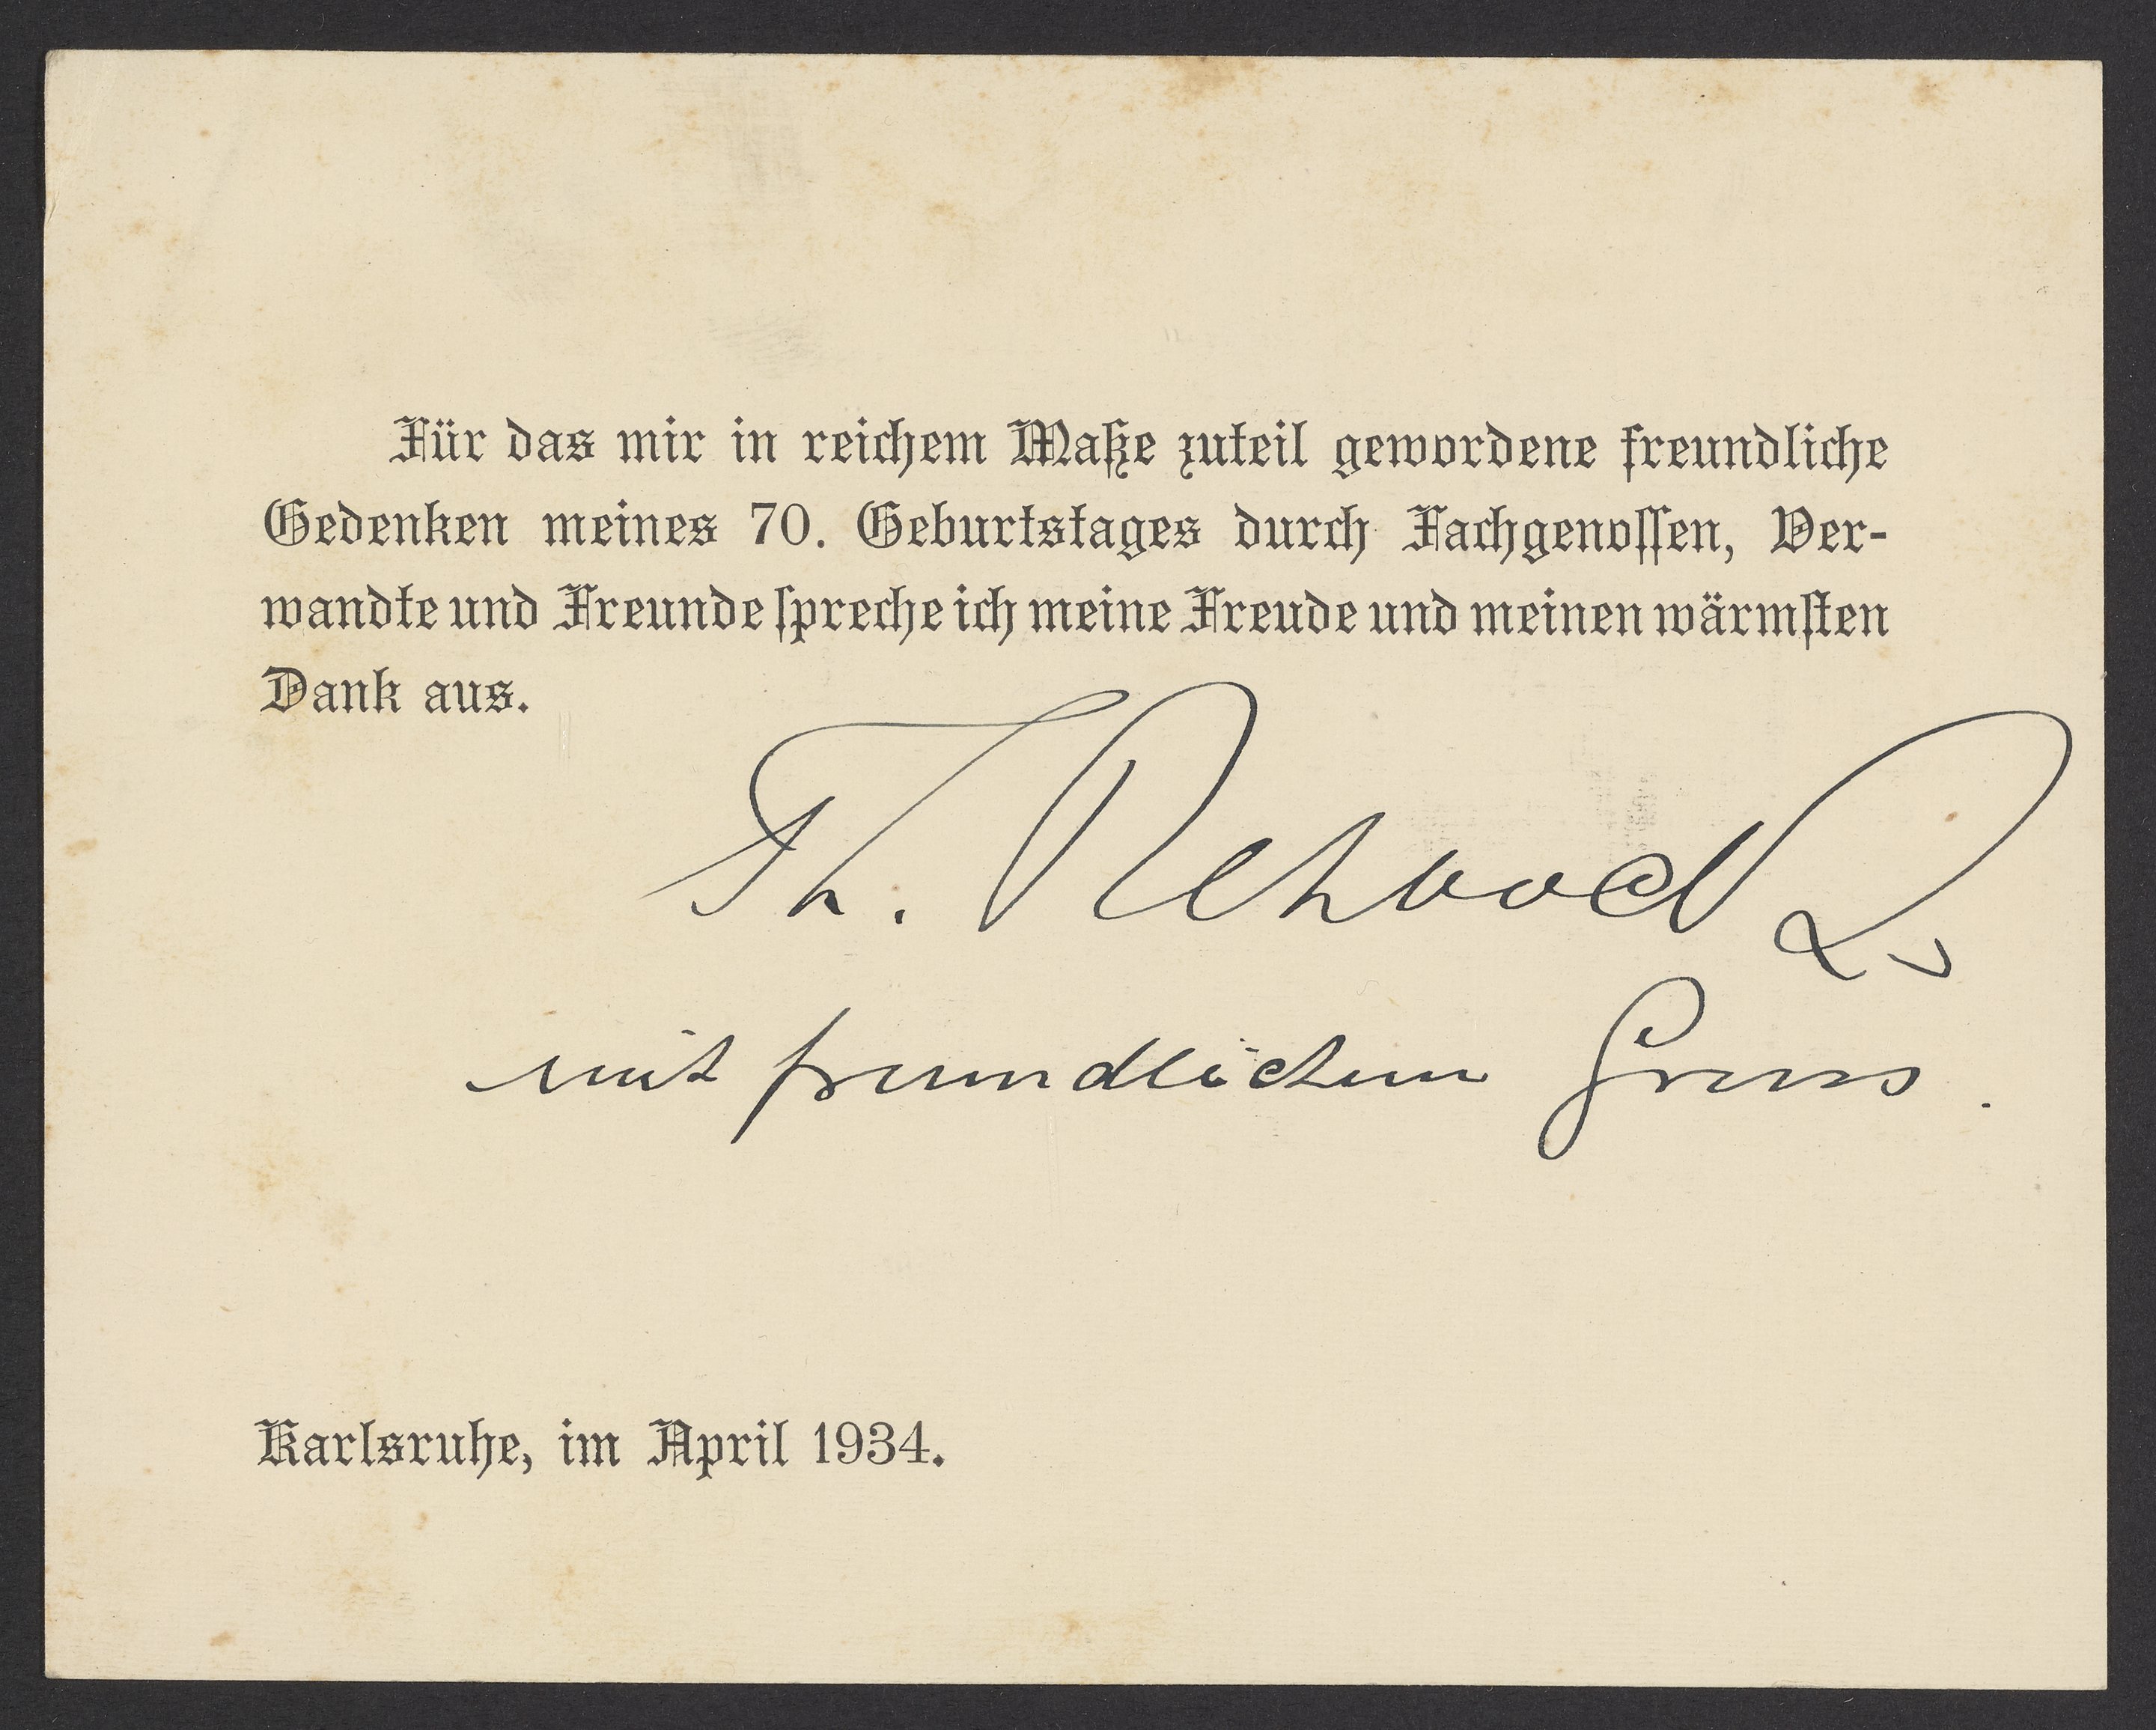 Für das mir in reichem Maße zuteil gewordene freundliche
Gedenken meines 70. Geburtstages durch Fachgenossen, Ver-
wandte und Freunde spreche ich meine Freude und meinen wärmsten
Dank aus.
Th. Rehbock
mit freundlichem Gruss.
Karlsruhe, im April 1934.